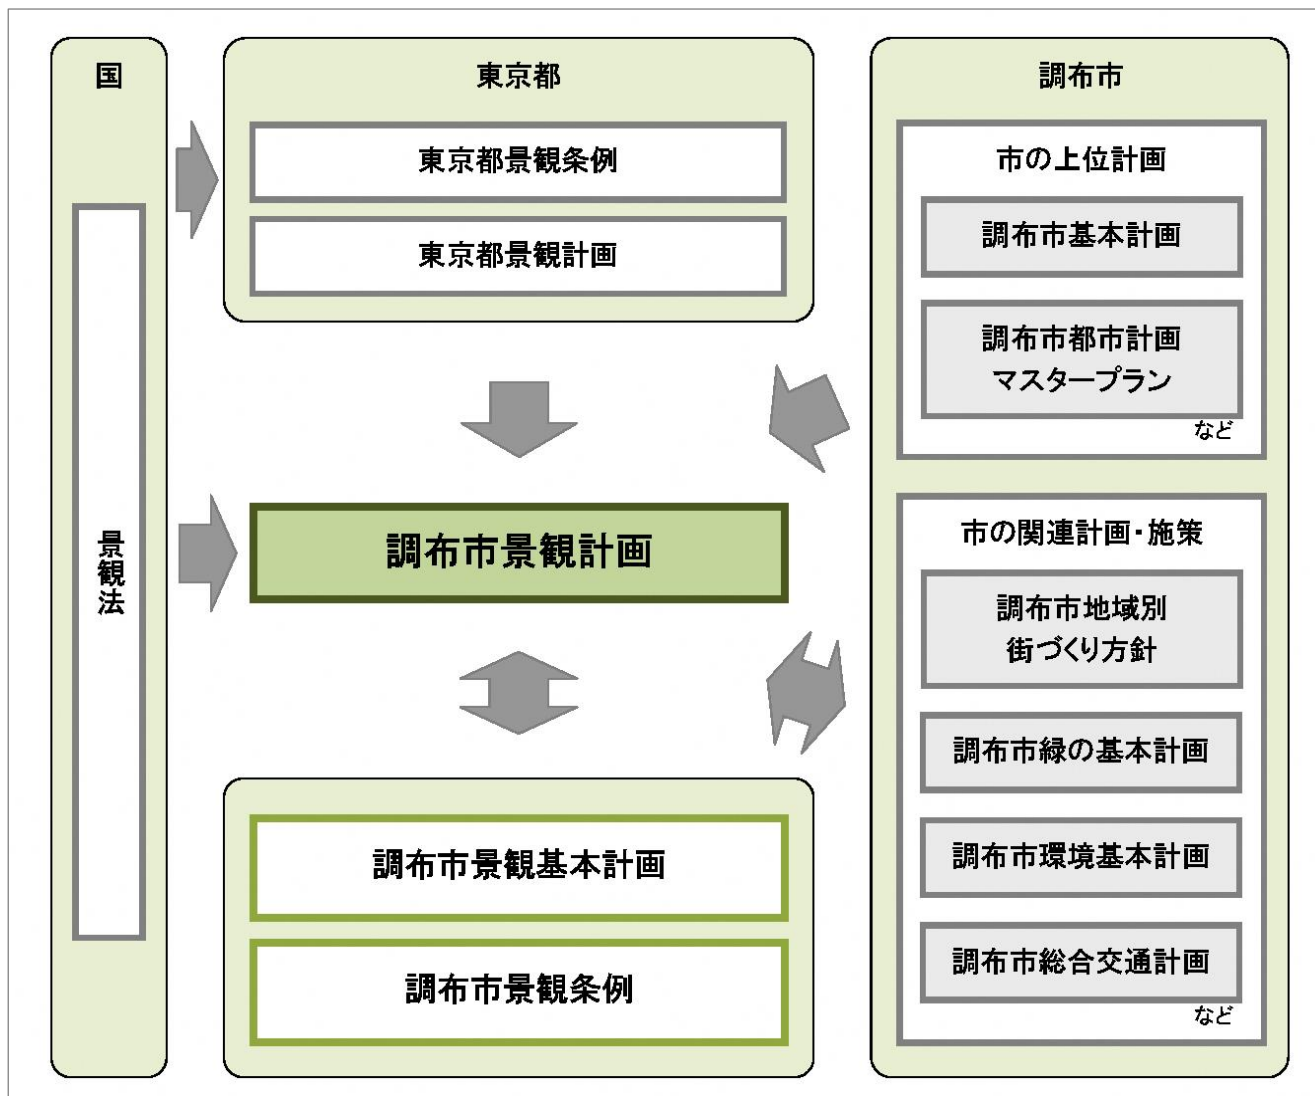 国
景観法
東京都
東京都景観条例
東京都景観計画
調布市景観計画
調布市景観基本計画
調布市景観条例
調布市
市の上位計画
調布市基本計画
調布市都市計画
マスタープラン
など
市の関連計画・施策
調布市地域別
街づくり方針
調布市緑の基本計画
調布市環境基本計画
調布市総合交通計画
など